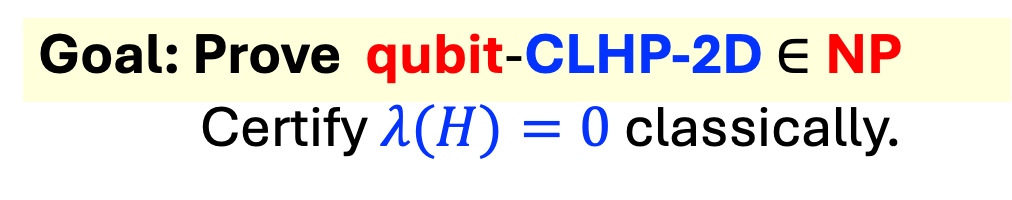 Goal: Prove qubit-CLHP-2D ∈ NP
Certify λ(H) = 0 classically.